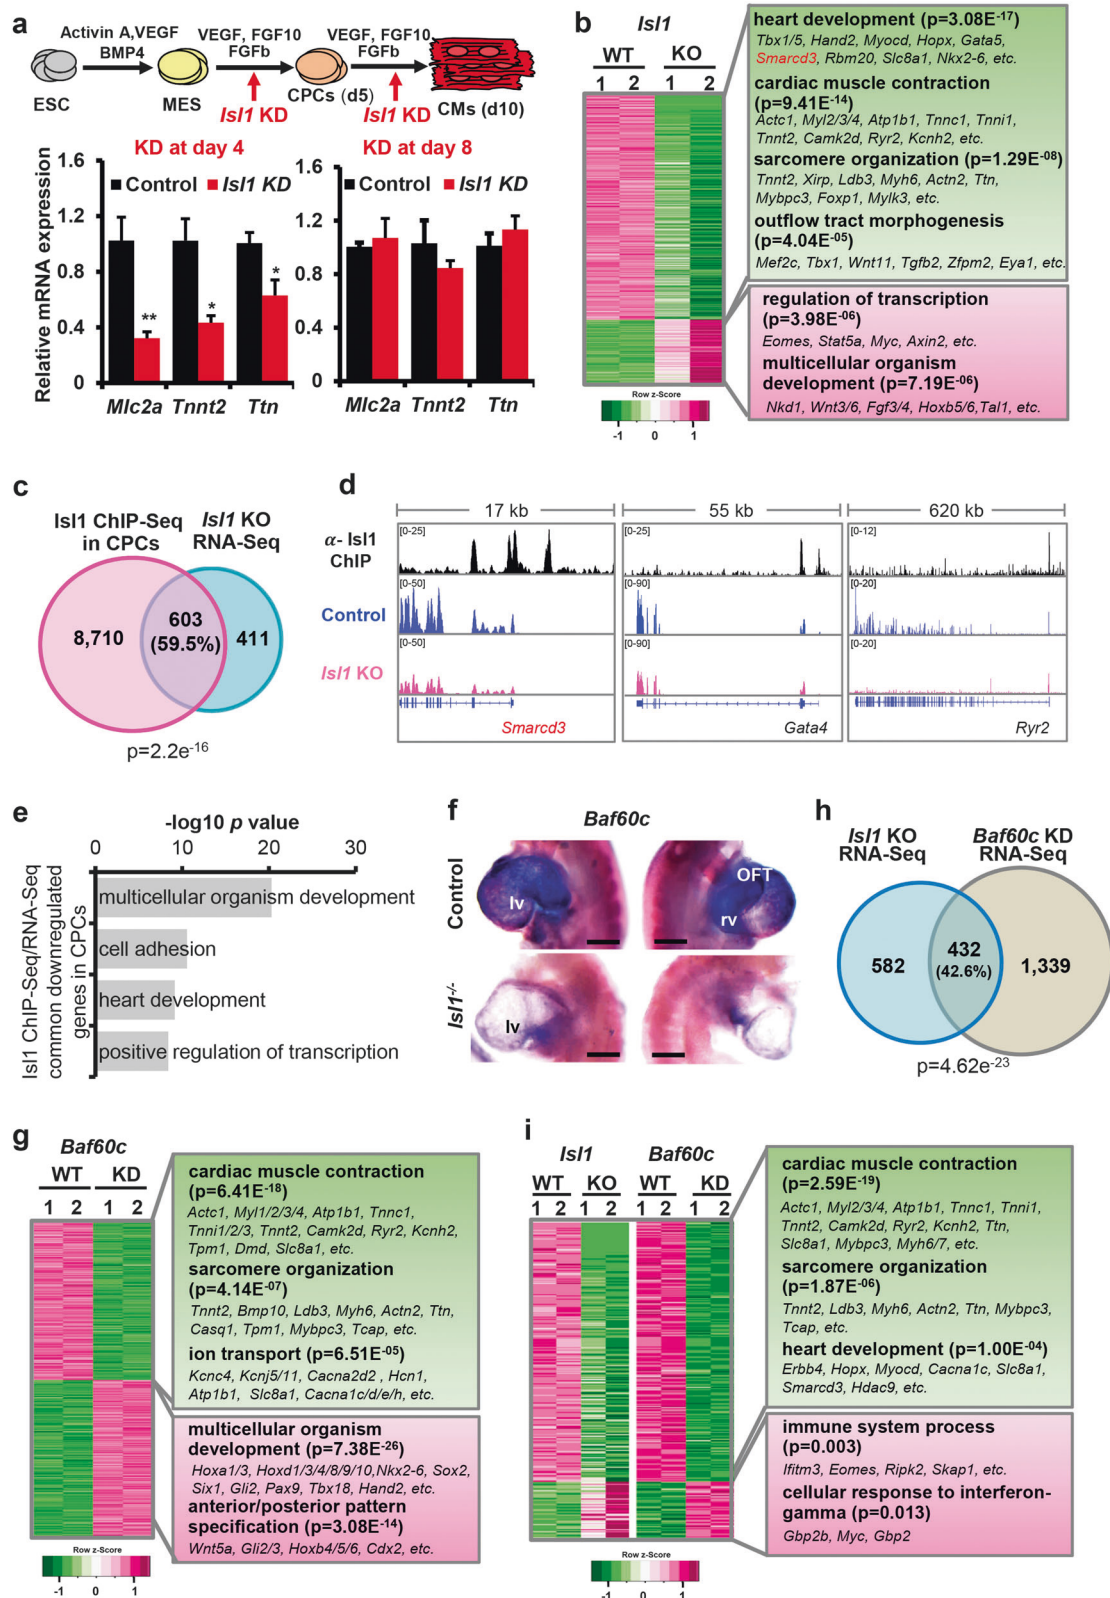 a
Activin A,VEGF
BMP4
VEGF, FGF10
FGFb
VEGF, FGF10
FGFb
ESC
MES
CPCs (d5)
CMs (d10)
Isl1 KD
Isl1 KD
KD at day 4
KD at day 8
Relative mRNA expression
1.6
1.2
0.8
0.4
0
Control
Isl1 KD
**
*
*
Mlc2a
Tnnt2
Ttn
1.6
1.2
0.8
0.4
0
Control
Isl1 KD
Mlc2a
Tnnt2
Ttn
b
Isl1
WT
KO
1 2 1 2
Row z-Score
-1 0 1
heart development (p=3.08E-17)
Tbx1/5, Hand2, Myocd, Hopx, Gata5,
Smarcd3, Rbm20, Slc8a1, Nkx2-6, etc.
cardiac muscle contraction
(p=9.41E-14)
Actc1, Myl2/3/4, Atp1b1, Tnnc1, Tnni1,
Tnnt2, Camk2d, Ryr2, Kcnh2, etc.
sarcomere organization (p=1.29E-08)
Tnnt2, Xirp, Ldb3, Myh6, Actn2, Ttn,
Mybpc3, Foxp1, Mylk3, etc.
outflow tract morphogenesis
(p=4.04E-05)
Mef2c, Tbx1, Wnt11, Tgfb2, Zfpm2, Eya1, etc.
regulation of transcription
(p=3.98E-06)
Eomes, Stat5a, Myc, Axin2, etc.
multicellular organism
development (p=7.19E-06)
Nkd1, Wnt3/6, Fgf3/4, Hoxb5/6,Tal1, etc.
c
Isl1 ChIP-Seq
in CPCs
Isl1 KO
RNA-Seq
8,710
603
(59.5%)
411
p=2.2e-16
d
17 kb
55 kb
620 kb
α- Isl1
ChIP
Control
Isl1 KO
[0-25]
[0-50]
[0-50]
Smarcd3
[0-25]
[0-90]
[0-90]
Gata4
[0-12]
[0-20]
[0-20]
Ryr2
e
-log10 p value
0 10 20 30
Isl1 ChIP-Seq/RNA-Seq
common downregulated
genes in CPCs
multicellular organism development
cell adhesion
heart development
positive regulation of transcription
f
Baf60c
Control
Isl1-/-
lv
OFT
rv
lv
h
Isl1 KO
RNA-Seq
Baf60c KD
RNA-Seq
582
432
(42.6%)
1,339
p=4.62e-23
g
Baf60c
WT
KD
1 2 1 2
Row z-Score
-1 0 1
cardiac muscle contraction
(p=6.41E-18)
Actc1, Myl1/2/3/4, Atp1b1, Tnnc1,
Tnni1/2/3, Tnnt2, Camk2d, Ryr2, Kcnh2,
Tpm1, Dmd, Slc8a1, etc.
sarcomere organization
(p=4.14E-07)
Tnnt2, Bmp10, Ldb3, Myh6, Actn2, Ttn,
Casq1, Tpm1, Mybpc3, Tcap, etc.
ion transport (p=6.51E-05)
Kcnc4, Kcnj5/11, Cacna2d2 , Hcn1,
Atp1b1, Slc8a1, Cacna1c/d/e/h, etc.
multicellular organism
development (p=7.38E-26)
Hoxa1/3, Hoxd1/3/4/8/9/10,Nkx2-6, Sox2,
Six1, Gli2, Pax9, Tbx18, Hand2, etc.
anterior/posterior pattern
specification (p=3.08E-14)
Wnt5a, Gli2/3, Hoxb4/5/6, Cdx2, etc.
i
Isl1
Baf60c
WT
KO
WT
KD
1 2 1 2 1 2 1 2
Row z-Score
-1 0 1
cardiac muscle contraction
(p=2.59E-19)
Actc1, Myl2/3/4, Atp1b1, Tnnc1, Tnni1,
Tnnt2, Camk2d, Ryr2, Kcnh2, Ttn,
Slc8a1, Mybpc3, Myh6/7, etc.
sarcomere organization
(p=1.87E-06)
Tnnt2, Ldb3, Myh6, Actn2, Ttn, Mybpc3,
Tcap, etc.
heart development (p=1.00E-04)
Erbb4, Hopx, Myocd, Cacna1c, Slc8a1,
Smarcd3, Hdac9, etc.
immune system process
(p=0.003)
Ifitm3, Eomes, Ripk2, Skap1, etc.
cellular response to interferon-
gamma (p=0.013)
Gbp2b, Myc, Gbp2